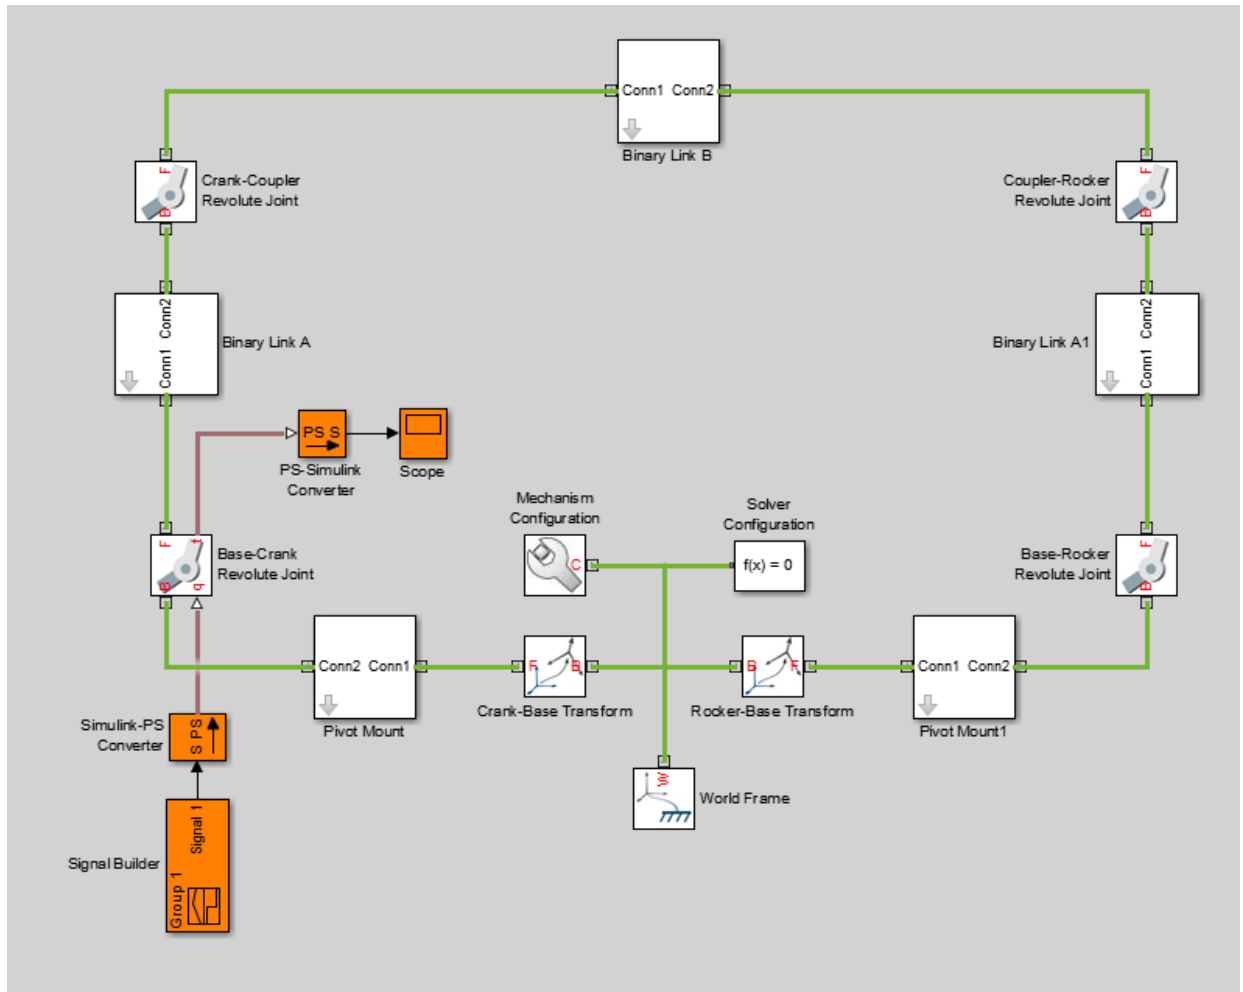 Conn1 Conn2
Binary Link B
F
B
Crank-Coupler
Revolute Joint
Coupler-Rocker
Revolute Joint
F
B
Conn1 Conn2
Binary Link A
Binary Link A1
Conn1 Conn2
PS S
PS-Simulink
Converter
Scope
Mechanism
Configuration
C
Solver
Configuration
f(x) = 0
F
t
B
q
Base-Crank
Revolute Joint
Base-Rocker
Revolute Joint
F
B
Conn2 Conn1
Pivot Mount
F B
Crank-Base Transform
B F
Rocker-Base Transform
Conn1 Conn2
Pivot Mount1
Simulink-PS
Converter
S PS
W
World Frame
Signal Builder
Signal 1
Group 1